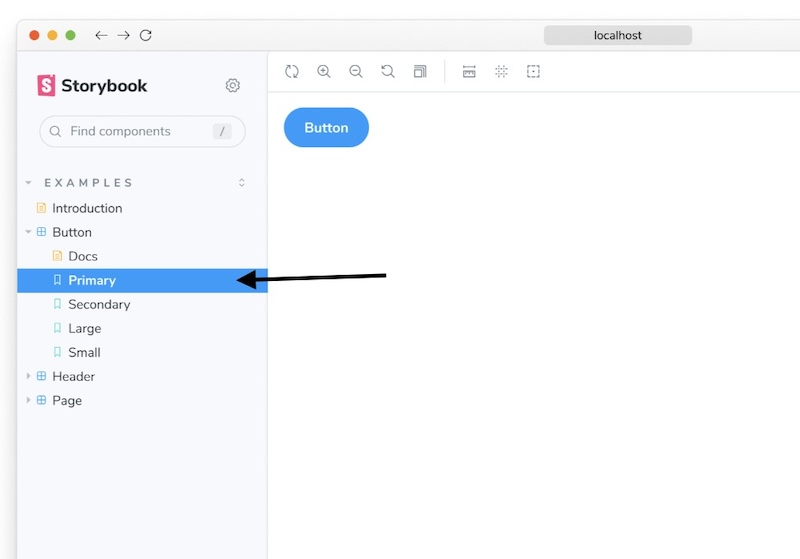 localhost
Storybook
Find components /
EXAMPLES
Introduction
Button
Docs
Primary
Secondary
Large
Small
Header
Page
Button